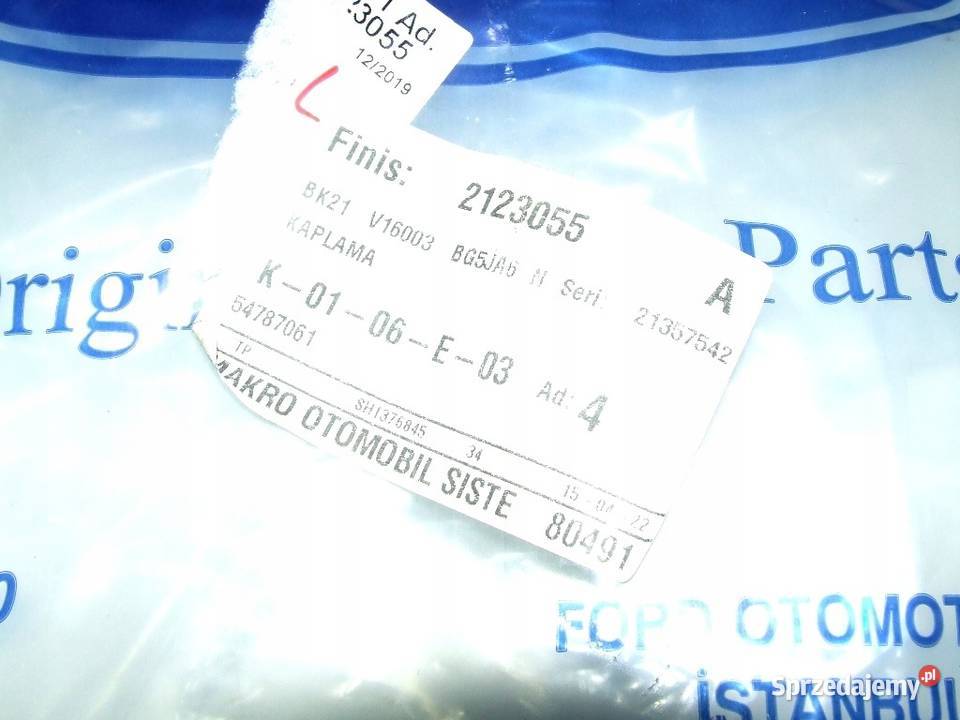 Ad.
3055
12/2019
Finis: 2123055
BK21 V16003 BG5JA6 M Seri: 21357542
KAPLAMA
A
K-01-06-E-03 Ad: 4
54787061
TP SH1376845 34 15-04-22
MAKRO OTOMOBIL SISTE 80491
Origin Parts
FORD OTOMOT
İSTANBUL
Sprzedajemy.pl